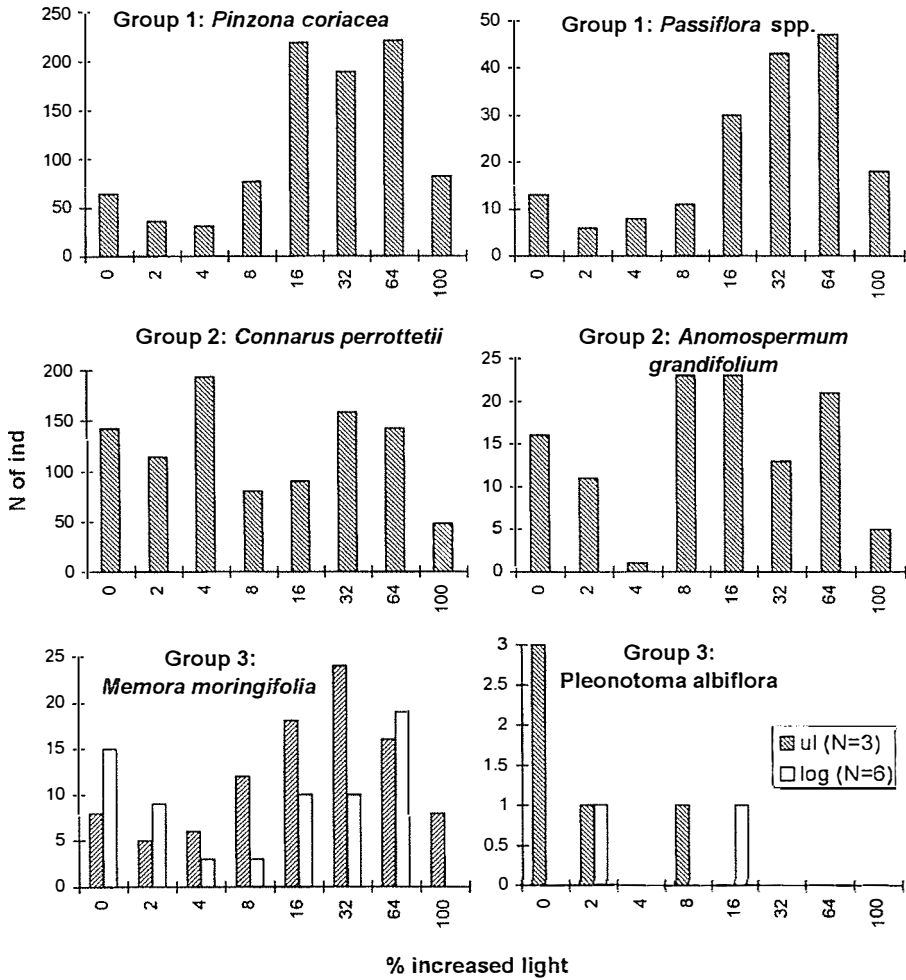 Group 1: Pinzona coriacea
250
200
150
100
50
0
0 2 4 8 16 32 64 100
Group 1: Passiflora spp.
50
40
30
20
10
0
0 2 4 8 16 32 64 100
N of ind
Group 2: Connarus perrottetii
200
150
100
50
0
0 2 4 8 16 32 64 100
Group 2: Anomospermum
grandifolium
25
20
15
10
5
0
0 2 4 8 16 32 64 100
Group 3:
Memora moringifolia
25
20
15
10
5
0
0 2 4 8 16 32 64 100
Group 3:
Pleonotoma albiflora
3
2.5
2
1.5
1
0.5
0
ul (N=3)
log (N=6)
0 2 4 8 16 32 64 100
% increased light